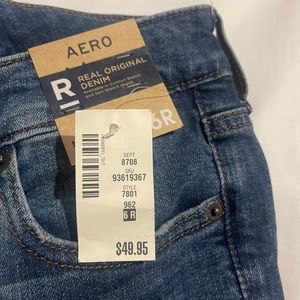 AERO
R
REAL ORIGINAL
DENIM
6R
DEPT
8708
SKU
93619367
STYLE
7801
962
6 R
$49.95